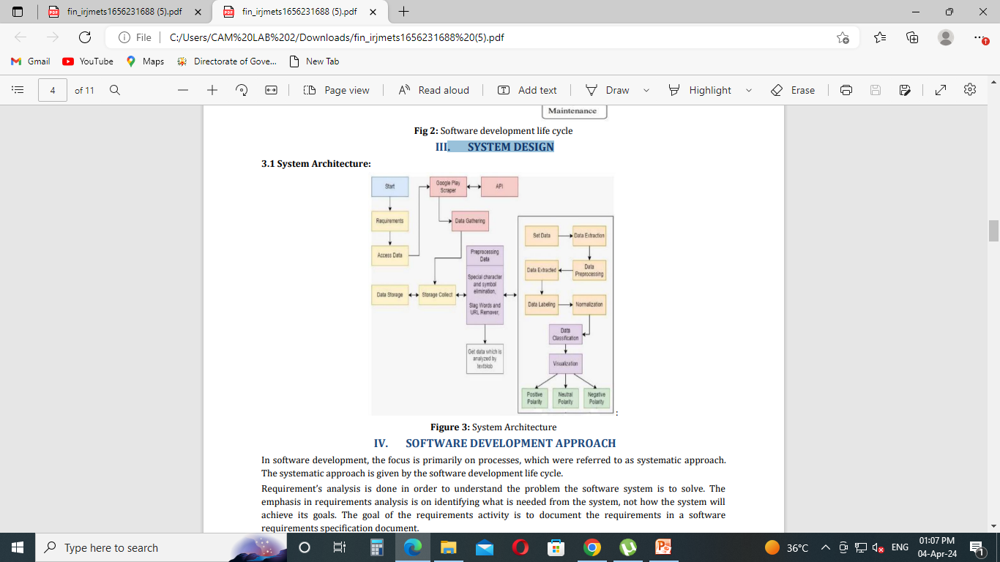 fin_irjmets1656231688 (5).pdf
fin_irjmets1656231688 (5).pdf
File
C:/Users/CAM%20LAB%202/Downloads/fin_irjmets1656231688%20(5).pdf
Gmail
YouTube
Maps
Directorate of Gove...
New Tab
4
of 11
Page view
Read aloud
Add text
Draw
Highlight
Erase
Maintenance
Fig 2: Software development life cycle
III. SYSTEM DESIGN
3.1 System Architecture:
Start
Google Play
Scraper
API
Requirements
Data Gathering
Access Data
Preprocessing
Data
Special character
and symbol
elimination,
Slag Words and
URL Remover,
Data Storage
Storage Collect
Get data which is
analyzed by
textblob
Set Data
Data Extraction
Data Extracted
Data
Preprocessing
Data Labeling
Normalization
Data
Classification
Visualization
Positive
Polarity
Neutral
Polarity
Negative
Polarity
:
Figure 3: System Architecture
IV. SOFTWARE DEVELOPMENT APPROACH
In software development, the focus is primarily on processes, which were referred to as systematic approach.
The systematic approach is given by the software development life cycle.
Requirement's analysis is done in order to understand the problem the software system is to solve. The
emphasis in requirements analysis is on identifying what is needed from the system, not how the system will
achieve its goals. The goal of the requirements activity is to document the requirements in a software
requirements specification document.
Type here to search
36°C
ENG
01:07 PM
04-Apr-24
1